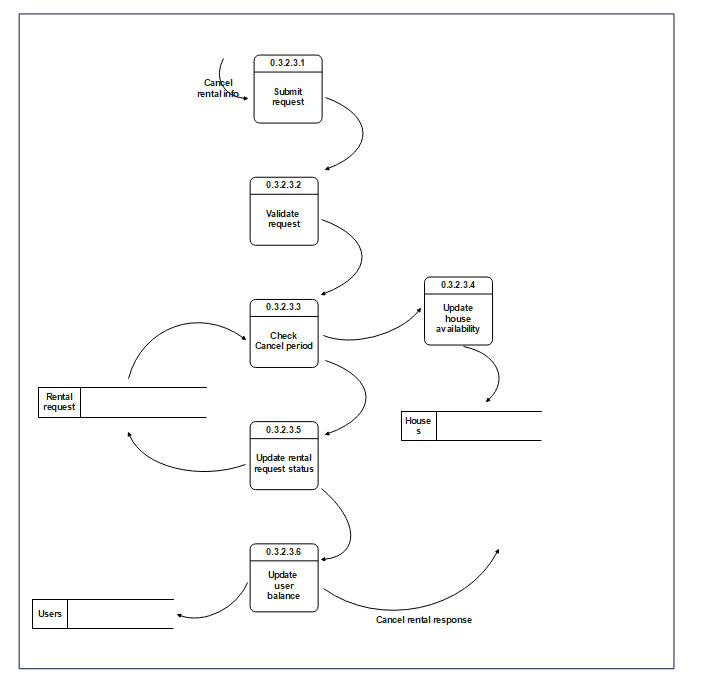 0.3.2.3.1
Cancel
rental info
Submit
request
0.3.2.3.2
Validate
request
0.3.2.3.3
Check
Cancel period
0.3.2.3.4
Update
house
availability
Rental
request
House
s
0.3.2.3.5
Update rental
request status
0.3.2.3.6
Update
user
balance
Users
Cancel rental response